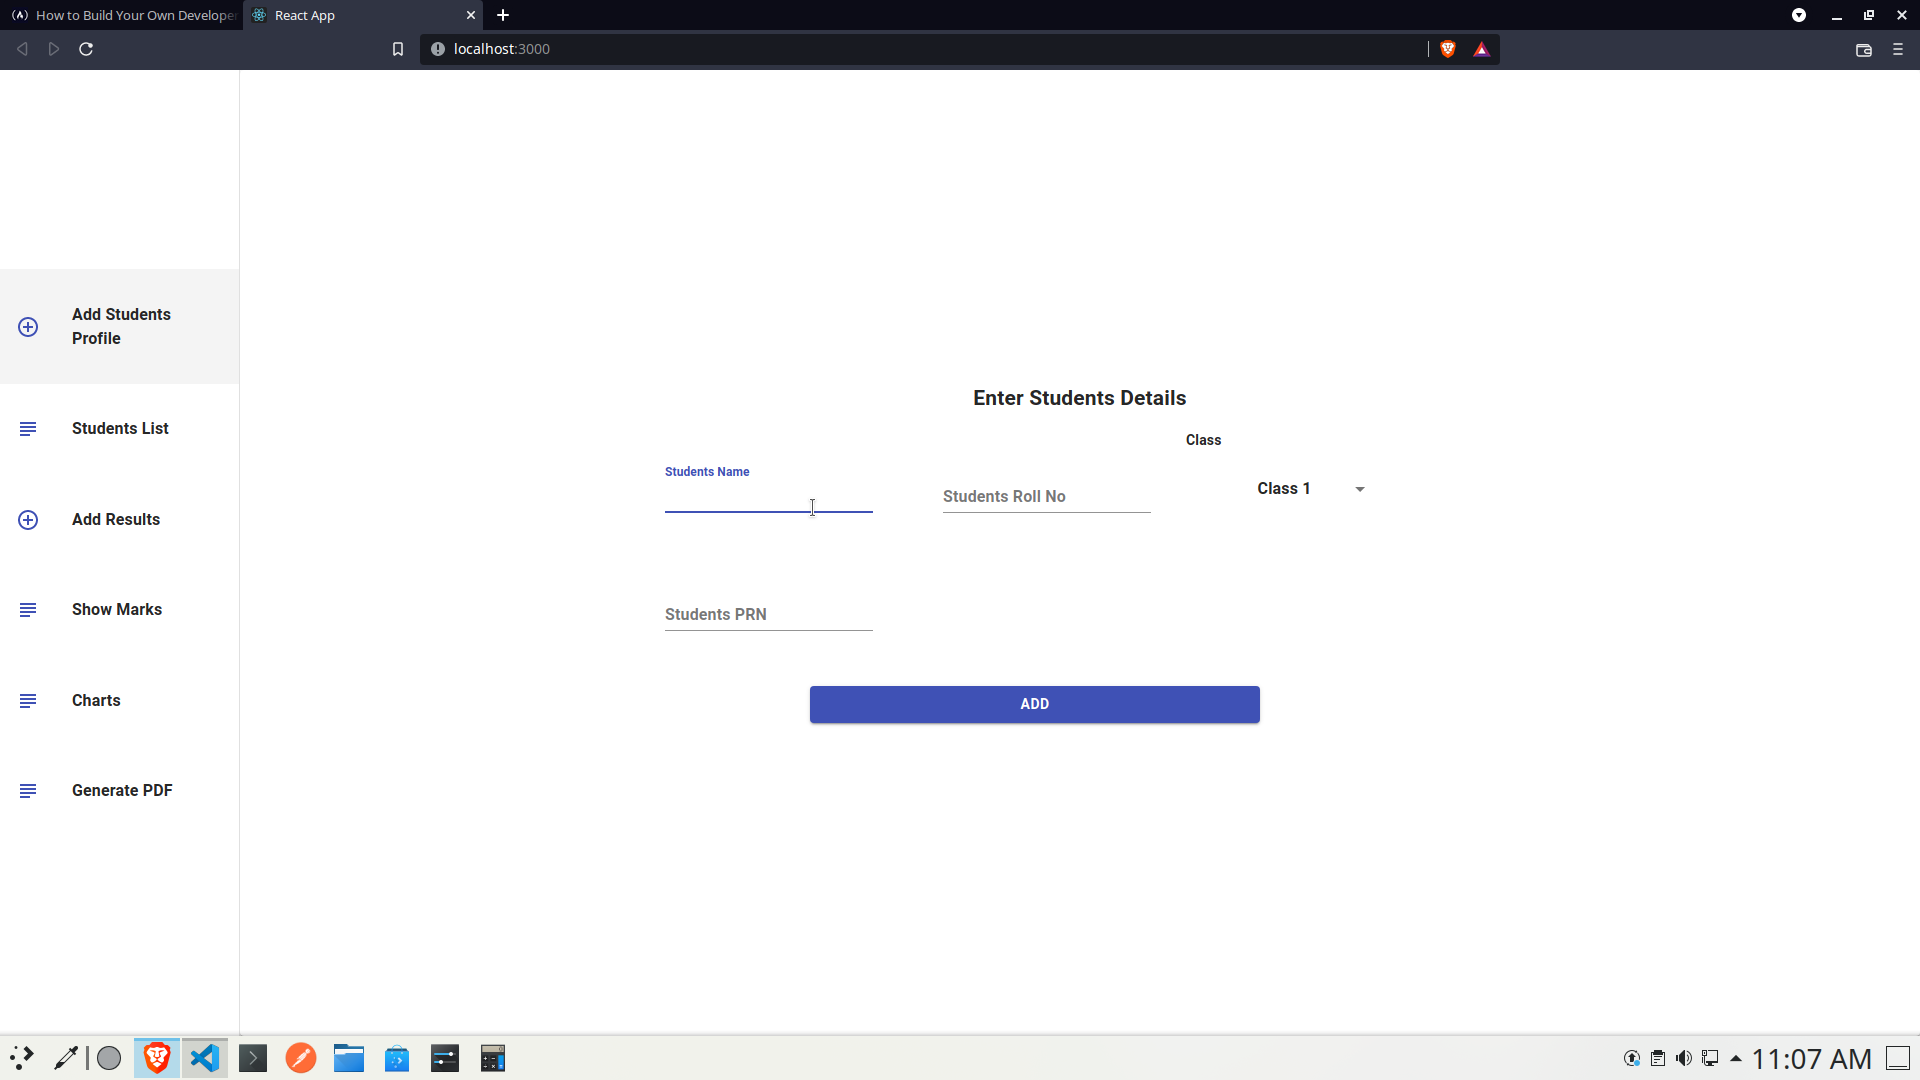 (A) How to Build Your Own Develope
React App
localhost:3000
Add Students
Profile
Students List
Add Results
Show Marks
Charts
Generate PDF
Enter Students Details
Class
Students Name
Students Roll No
Class 1
Students PRN
ADD
11:07 AM